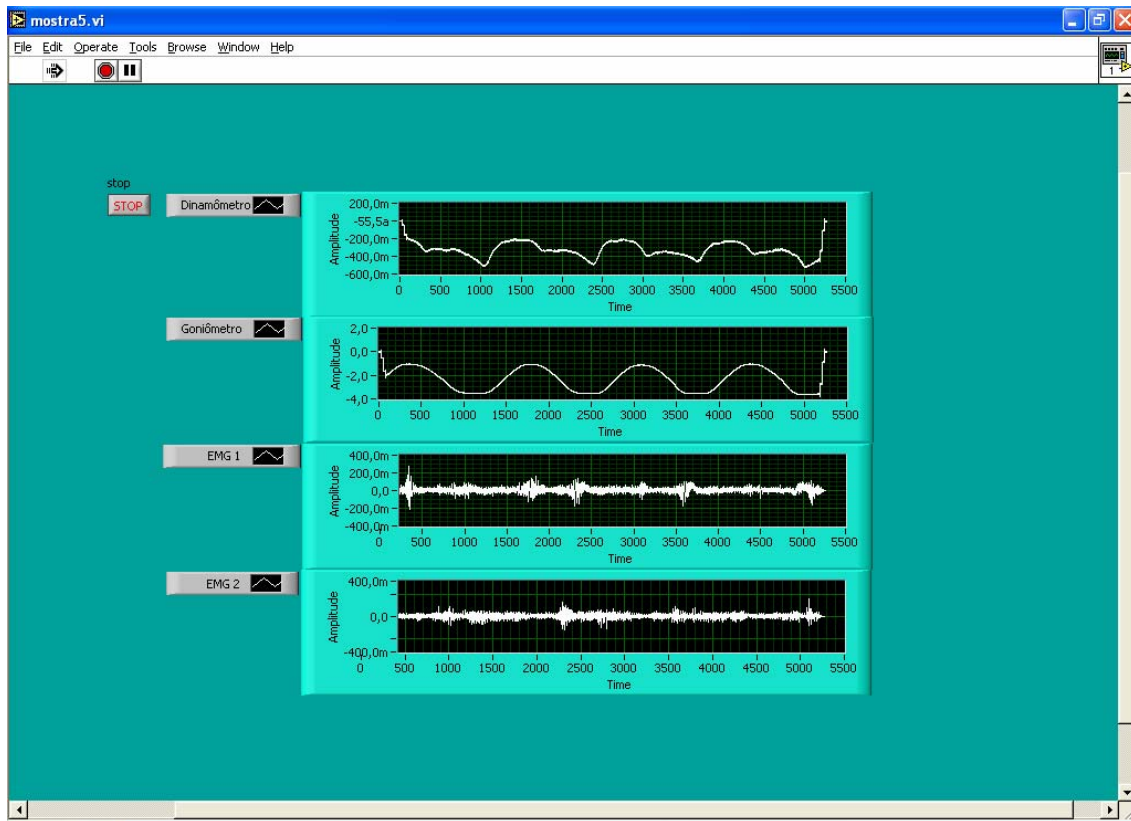 mostra5.vi
File Edit Operate Tools Browse Window Help
1
stop
STOP
Dinamômetro
Amplitude
200,0m
-55,5a
-200,0m
-400,0m
-600,0m
0 500 1000 1500 2000 2500 3000 3500 4000 4500 5000 5500
Time
Goniômetro
Amplitude
2,0
0,0
-2,0
-4,0
0 500 1000 1500 2000 2500 3000 3500 4000 4500 5000 5500
Time
EMG 1
Amplitude
400,0m
200,0m
0,0
-200,0m
-400,0m
0 500 1000 1500 2000 2500 3000 3500 4000 4500 5000 5500
Time
EMG 2
Amplitude
400,0m
0,0
-400,0m
0 500 1000 1500 2000 2500 3000 3500 4000 4500 5000 5500
Time